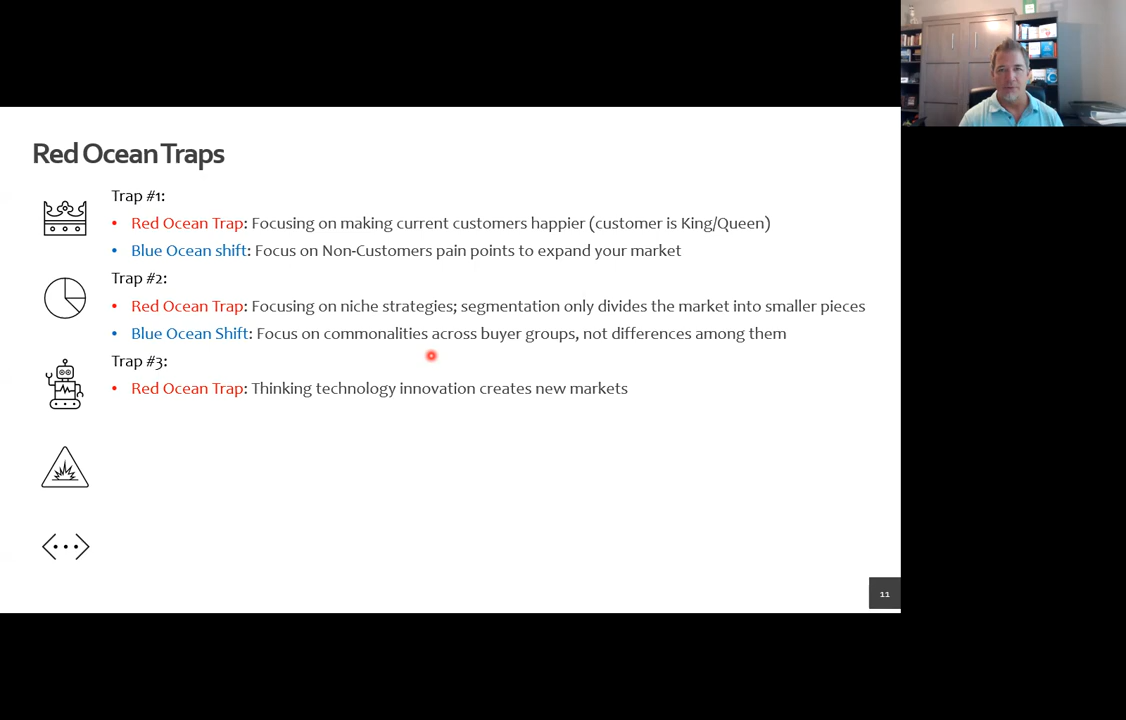 Red Ocean Traps
Trap #1:
• Red Ocean Trap: Focusing on making current customers happier (customer is King/Queen)
• Blue Ocean shift: Focus on Non-Customers pain points to expand your market
Trap #2:
• Red Ocean Trap: Focusing on niche strategies; segmentation only divides the market into smaller pieces
• Blue Ocean Shift: Focus on commonalities across buyer groups, not differences among them
Trap #3:
• Red Ocean Trap: Thinking technology innovation creates new markets
11